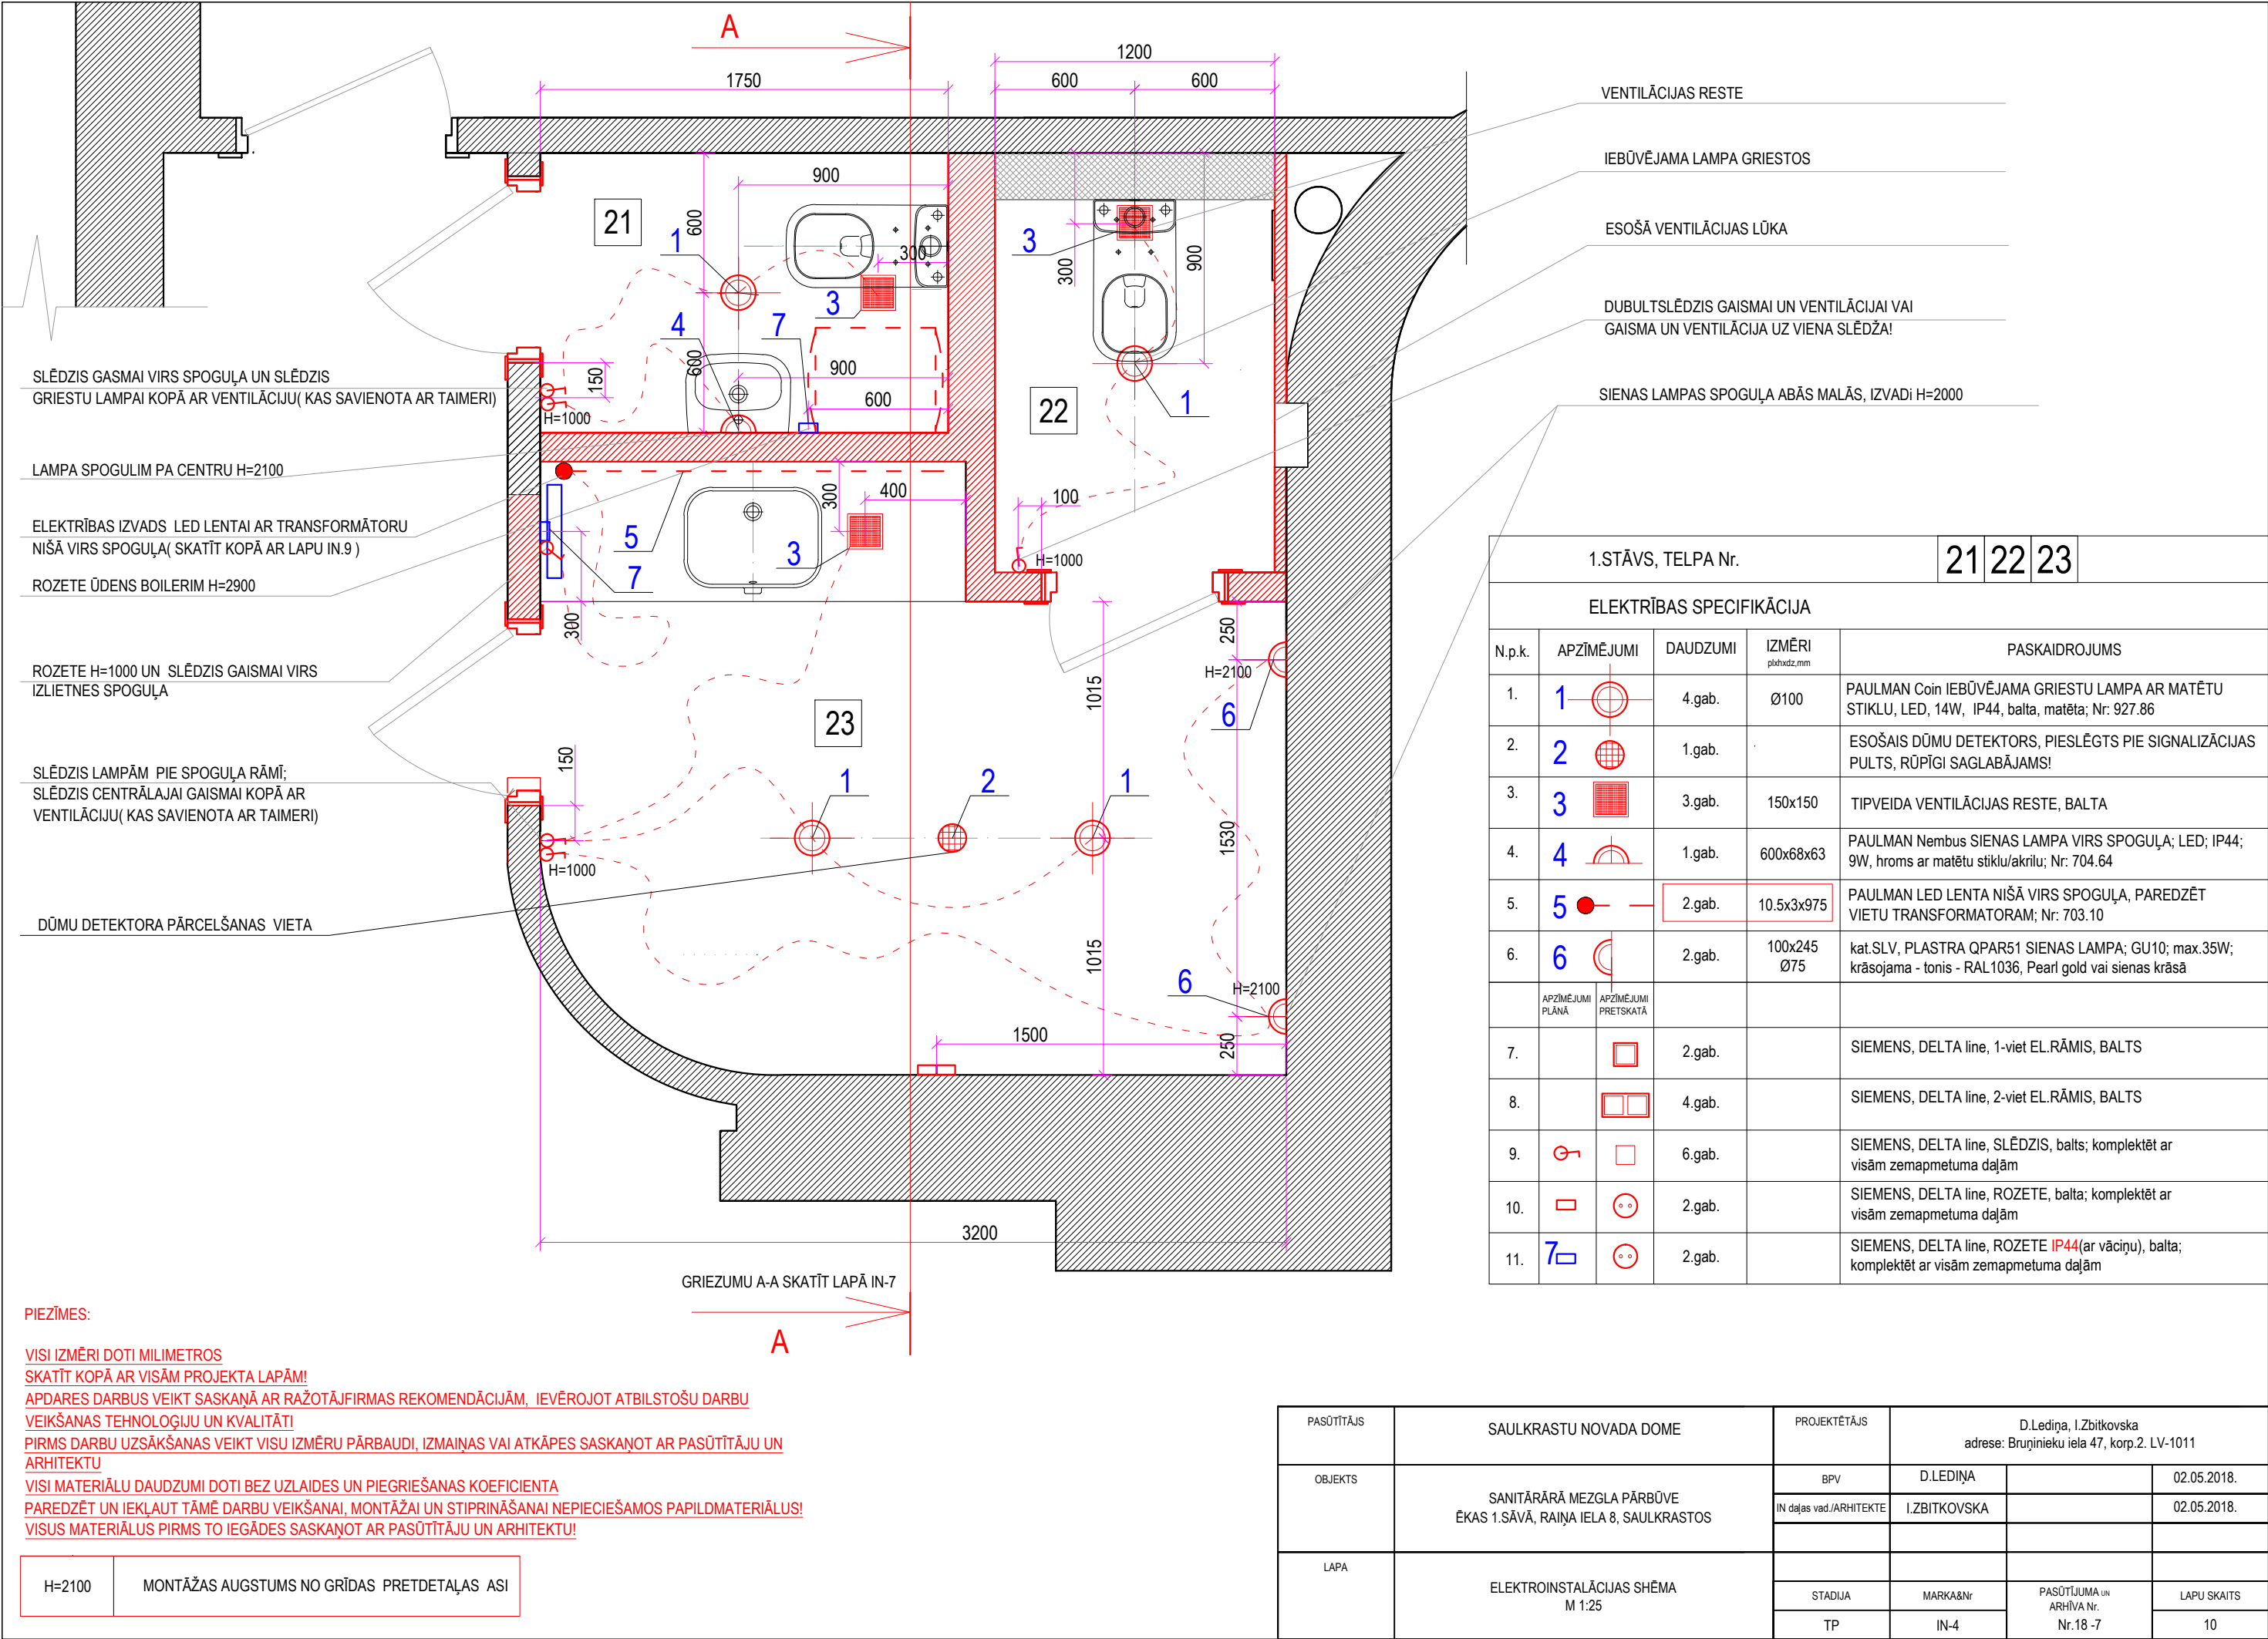 A
1200
1750
600
600
VENTILĀCIJAS RESTE
IEBŪVĒJAMA LAMPA GRIESTOS
ESOŠĀ VENTILĀCIJAS LŪKA
DUBULTSLĒDZIS GAISMAI UN VENTILĀCIJAI VAI
GAISMA UN VENTILĀCIJA UZ VIENA SLĒDŽA!
SIENAS LAMPAS SPOGUĻA ABĀS MALĀS, IZVADi H=2000
900
21
600
1
300
3
3
300
900
4
7
600
900
600
150
H=1000
22
1
SLĒDZIS GASMAI VIRS SPOGUĻA UN SLĒDZIS
GRIESTU LAMPAI KOPĀ AR VENTILĀCIJU( KAS SAVIENOTA AR TAIMERI)
LAMPA SPOGULIM PA CENTRU H=2100
ELEKTRĪBAS IZVADS  LED LENTAI AR TRANSFORMĀTORU
NIŠĀ VIRS SPOGUĻA( SKATĪT KOPĀ AR LAPU IN.9 )
ROZETE ŪDENS BOILERIM H=2900
ROZETE H=1000 UN  SLĒDZIS GAISMAI VIRS
IZLIETNES SPOGUĻA
SLĒDZIS LAMPĀM  PIE SPOGUĻA RĀMĪ;
SLĒDZIS CENTRĀLAJAI GAISMAI KOPĀ AR
VENTILĀCIJU( KAS SAVIENOTA AR TAIMERI)
DŪMU DETEKTORA PĀRCELŠANAS  VIETA
300
400
100
5
3
7
H=1000
300
250
H=2100
1015
6
23
150
1
2
1
1530
H=1000
1015
6
H=2100
1500
250
3200
GRIEZUMU A-A SKATĪT LAPĀ IN-7
A
1.STĀVS, TELPA Nr.
21 22 23
ELEKTRĪBAS SPECIFIKĀCIJA
N.p.k. APZĪMĒJUMI DAUDZUMI IZMĒRI PASKAIDROJUMS
plxhxdz,mm
1. 1 4.gab. Ø100 PAULMAN Coin IEBŪVĒJAMA GRIESTU LAMPA AR MATĒTU
STIKLU, LED, 14W,  IP44, balta, matēta; Nr: 927.86
2. 2 1.gab. ESOŠAIS DŪMU DETEKTORS, PIESLĒGTS PIE SIGNALIZĀCIJAS
PULTS, RŪPĪGI SAGLABĀJAMS!
3. 3 3.gab. 150x150 TIPVEIDA VENTILĀCIJAS RESTE, BALTA
4. 4 1.gab. 600x68x63 PAULMAN Nembus SIENAS LAMPA VIRS SPOGUĻA; LED; IP44;
9W, hroms ar matētu stiklu/akrilu; Nr: 704.64
5. 5 2.gab. 10.5x3x975 PAULMAN LED LENTA NIŠĀ VIRS SPOGUĻA, PAREDZĒT
VIETU TRANSFORMATORAM; Nr: 703.10
6. 6 2.gab. 100x245 Ø75 kat.SLV, PLASTRA QPAR51 SIENAS LAMPA; GU10; max.35W;
krāsojama - tonis - RAL1036, Pearl gold vai sienas krāsā
APZĪMĒJUMI PLĀNĀ APZĪMĒJUMI PRETSKATĀ
7. 2.gab. SIEMENS, DELTA line, 1-viet EL.RĀMIS, BALTS
8. 4.gab. SIEMENS, DELTA line, 2-viet EL.RĀMIS, BALTS
9. 6.gab. SIEMENS, DELTA line, SLĒDZIS, balts; komplektēt ar
visām zemapmetuma daļām
10. 2.gab. SIEMENS, DELTA line, ROZETE, balta; komplektēt ar
visām zemapmetuma daļām
11. 7 2.gab. SIEMENS, DELTA line, ROZETE IP44(ar vāciņu), balta;
komplektēt ar visām zemapmetuma daļām
PIEZĪMES:
VISI IZMĒRI DOTI MILIMETROS
SKATĪT KOPĀ AR VISĀM PROJEKTA LAPĀM!
APDARES DARBUS VEIKT SASKAŅĀ AR RAŽOTĀJFIRMAS REKOMENDĀCIJĀM,  IEVĒROJOT ATBILSTOŠU DARBU
VEIKŠANAS TEHNOLOĢIJU UN KVALITĀTI
PIRMS DARBU UZSĀKŠANAS VEIKT VISU IZMĒRU PĀRBAUDI, IZMAIŅAS VAI ATKĀPES SASKAŅOT AR PASŪTĪTĀJU UN
ARHITEKTU
VISI MATERIĀLU DAUDZUMI DOTI BEZ UZLAIDES UN PIEGRIEŠANAS KOEFICIENTA
PAREDZĒT UN IEKĻAUT TĀMĒ DARBU VEIKŠANAI, MONTĀŽAI UN STIPRINĀŠANAI NEPIECIEŠAMOS PAPILDMATERIĀLUS!
VISUS MATERIĀLUS PIRMS TO IEGĀDES SASKAŅOT AR PASŪTĪTĀJU UN ARHITEKTU!
H=2100 MONTĀŽAS AUGSTUMS NO GRĪDAS  PRETDETAĻAS  ASI
PASŪTĪTĀJS SAULKRASTU NOVADA DOME PROJEKTĒTĀJS D.Lediņa, I.Zbitkovska
adrese: Bruņinieku iela 47, korp.2. LV-1011
OBJEKTS SANITĀRĀRĀ MEZGLA PĀRBŪVE
ĒKAS 1.SĀVĀ, RAIŅA IELA 8, SAULKRASTOS
BPV D.LEDIŅA 02.05.2018.
IN daļas vad./ARHITEKTE I.ZBITKOVSKA 02.05.2018.
LAPA ELEKTROINSTALĀCIJAS SHĒMA
M 1:25
STADIJA MARKA&Nr PASŪTĪJUMA UN ARHĪVA Nr. LAPU SKAITS
TP IN-4 Nr.18 -7 10